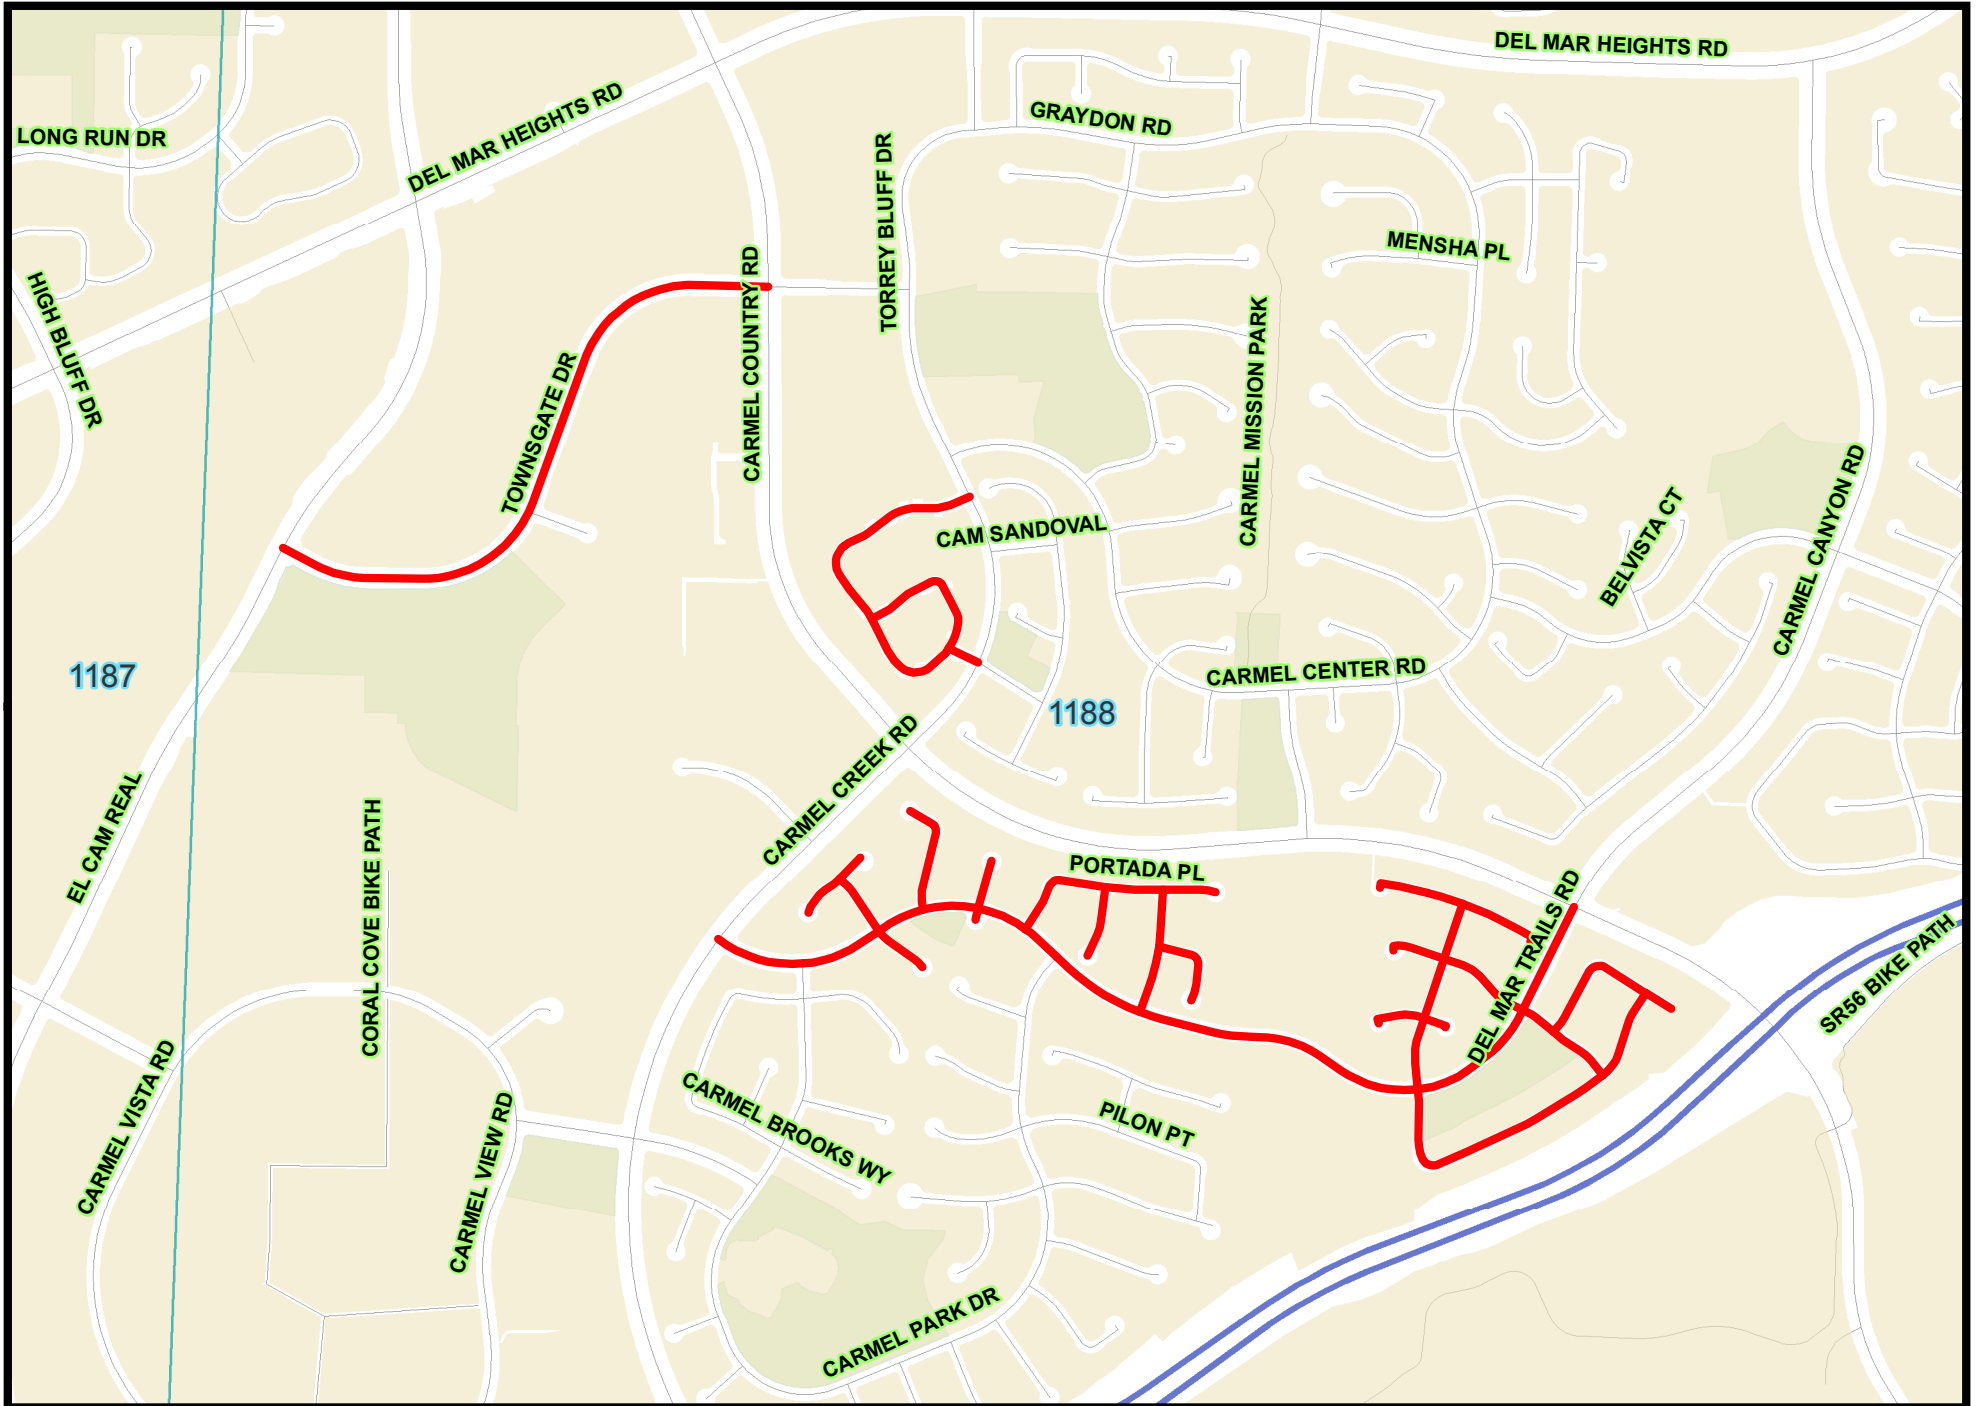 DEL MAR HEIGHTS RD
DEL MAR HEIGHTS RD
LONG RUN DR
GRAYDON RD
TORREY BLUFF DR
MENSHA PL
HIGH BLUFF DR
CARMEL COUNTRY RD
CARMEL MISSION PARK
TOWNSGATE DR
CAM SANDOVAL
BELVISTA CT
CARMEL CANYON RD
1187
CARMEL CENTER RD
1188
CARMEL CREEK RD
EL CAM REAL
CORAL COVE BIKE PATH
PORTADA PL
DEL MAR TRAILS RD
SR56 BIKE PATH
CARMEL VISTA RD
CARMEL VIEW RD
CARMEL BROOKS WY
PILON PT
CARMEL PARK DR